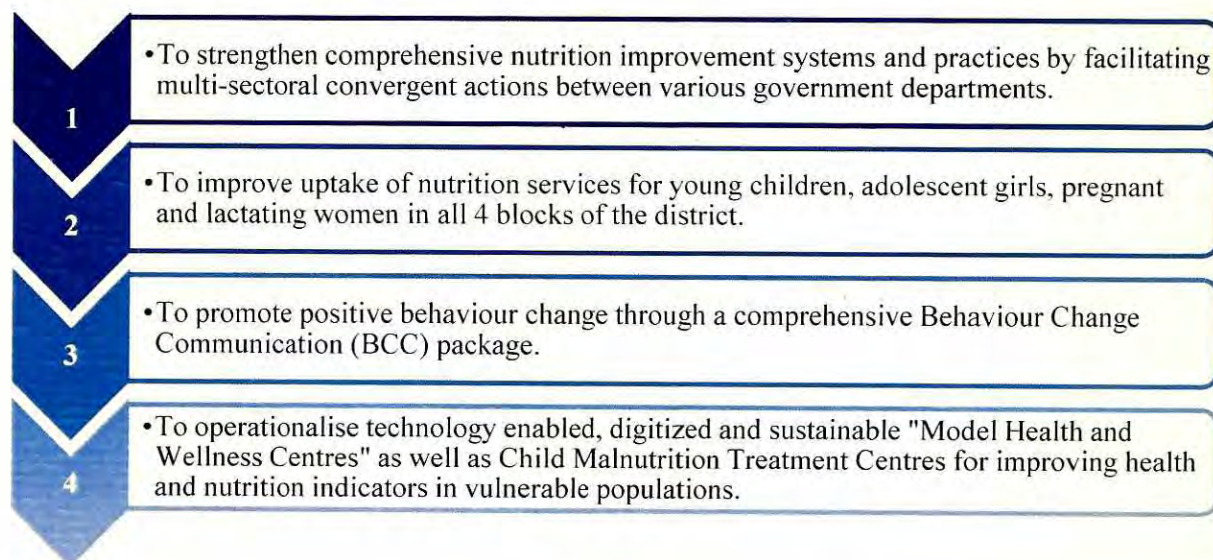 1
•To strengthen comprehensive nutrition improvement systems and practices by facilitating
multi-sectoral convergent actions between various government departments.
2
•To improve uptake of nutrition services for young children, adolescent girls, pregnant
and lactating women in all 4 blocks of the district.
3
•To promote positive behaviour change through a comprehensive Behaviour Change
Communication (BCC) package.
4
•To operationalise technology enabled, digitized and sustainable "Model Health and
Wellness Centres" as well as Child Malnutrition Treatment Centres for improving health
and nutrition indicators in vulnerable populations.